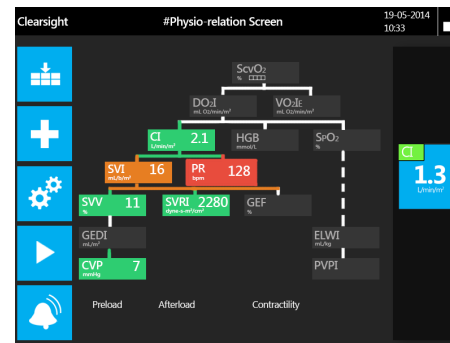 Clearsight #Physio-relation Screen 19-05-2014
10:33
ScvO₂
%
DO₂I VO₂Ie
mL O₂/min/m² mL O₂/min/m²
CI 2.1 HGB SpO₂
L/min/m² mmol/L %
CI
SVI 16 PR 128 1.3
mL/b/m² bpm L/min/m²
SVV 11 SVRI 2280 GEF
% dyne-s-m²/cm⁵ %
GEDI ELWI
mL/m² mL/kg
CVP 7 PVPI
mmHg
Preload Afterload Contractility